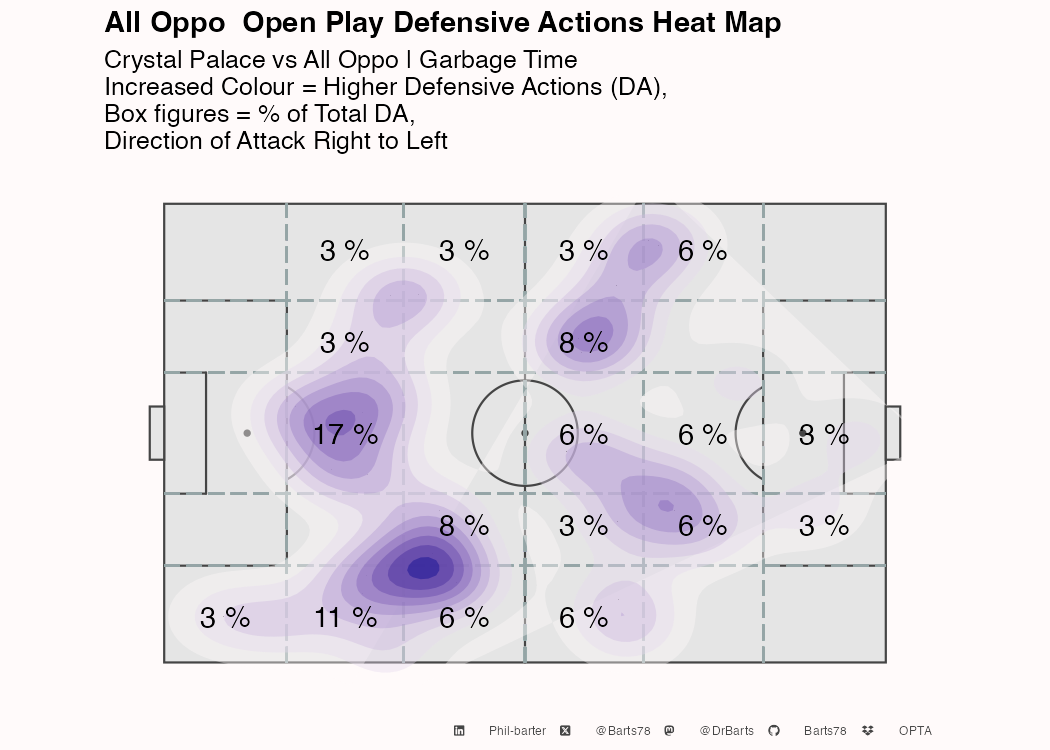 All Oppo  Open Play Defensive Actions Heat Map
Crystal Palace vs All Oppo | Garbage Time
Increased Colour = Higher Defensive Actions (DA),
Box figures = % of Total DA,
Direction of Attack Right to Left
3 % 3 % 3 % 6 %
3 % 8 %
17 % 6 % 6 % 8 %
8 % 3 % 6 % 3 %
3 % 11 % 6 % 6 %
Phil-barter @Barts78 @DrBarts Barts78 OPTA